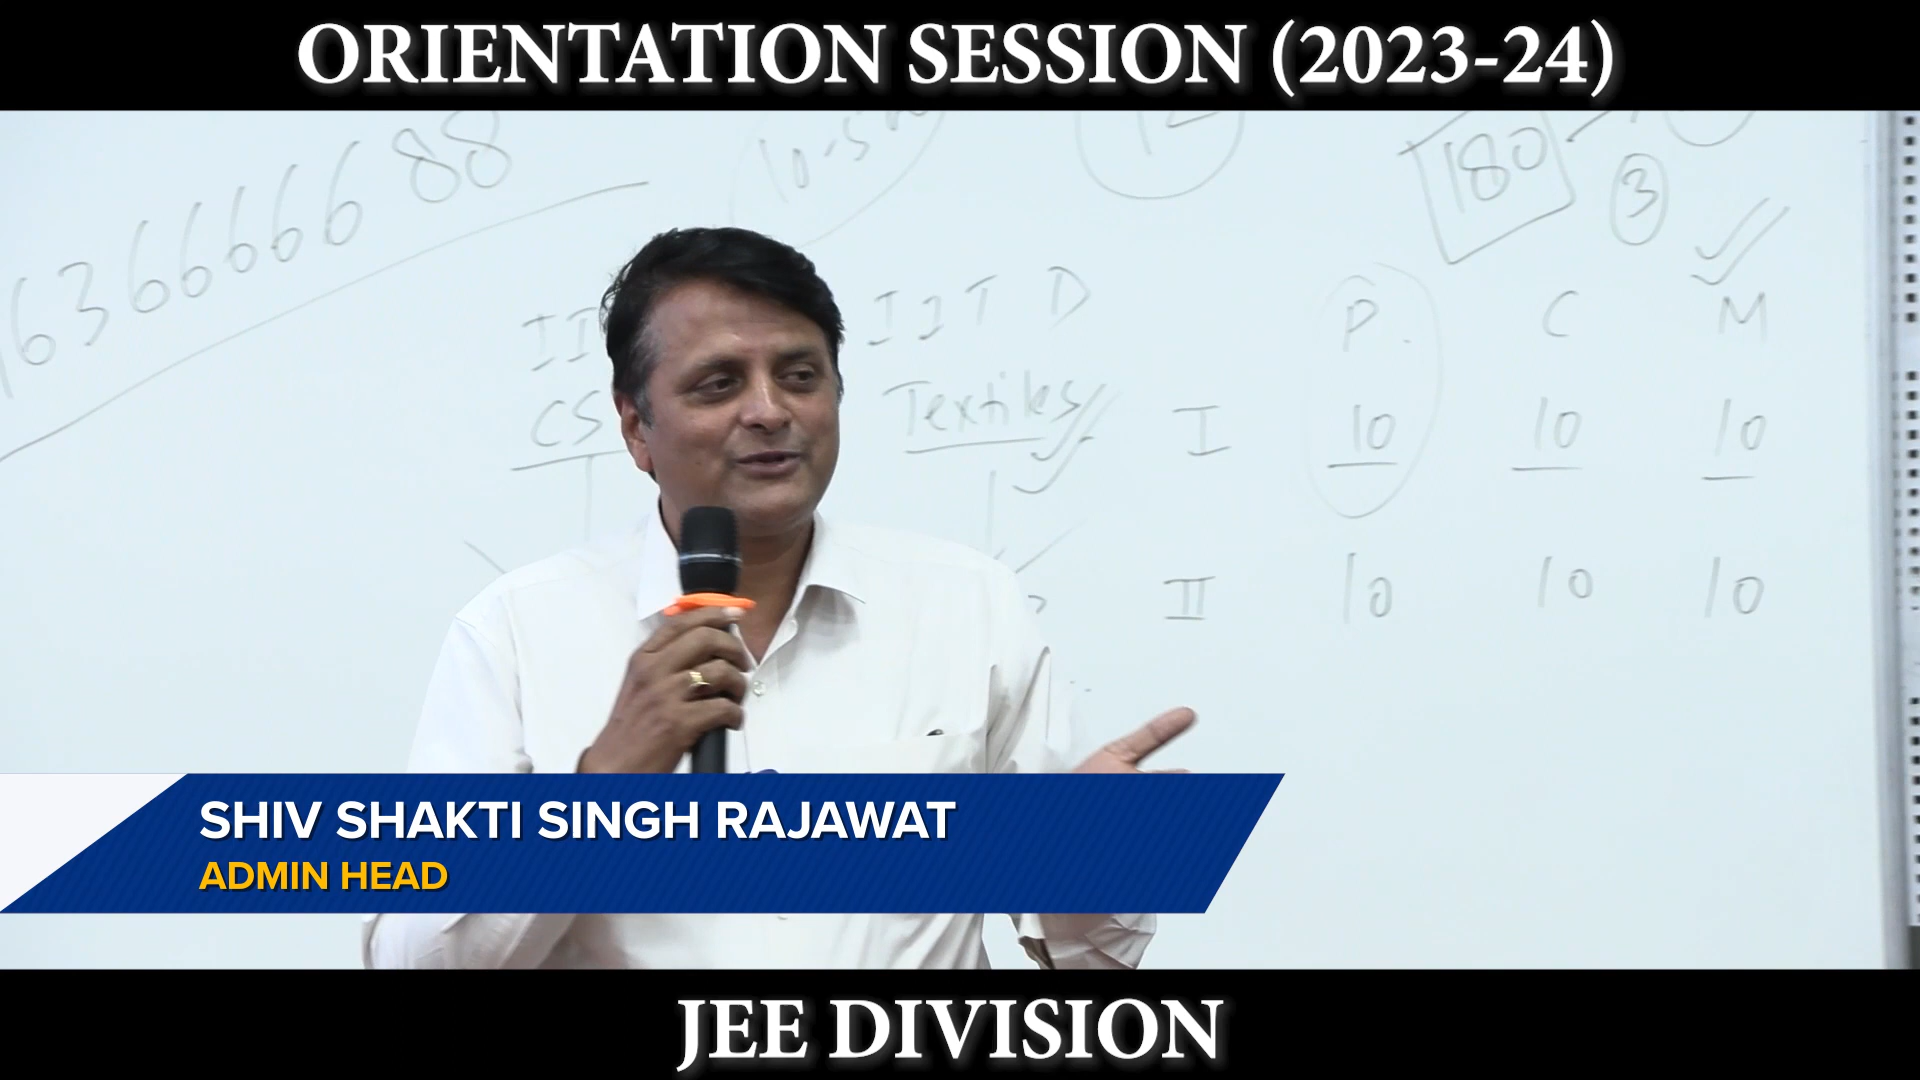 ORIENTATION SESSION (2023-24)
6366666688
180
3
IIT D
P. C M
CS
Textiles
I 10 10 10
II 10 10 10
SHIV SHAKTI SINGH RAJAWAT
ADMIN HEAD
JEE DIVISION